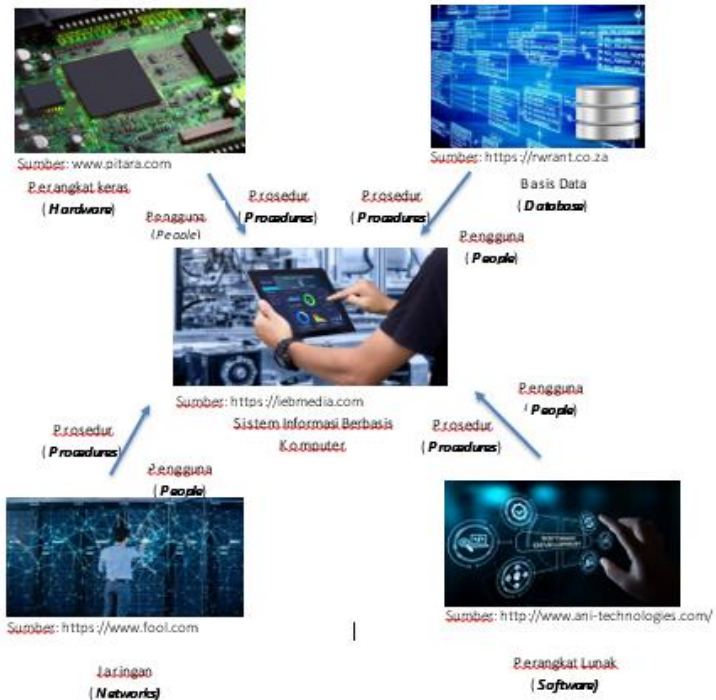 Sumber: www.pitara.com
Perangkat keras
(Hardware)
Sumber: https://rwrant.co.za
Basis Data
(Database)
Pengguna
(People)
Prosedur
(Procedures)
Prosedur
(Procedures)
Pengguna
(People)
Sumber: https://iebmedia.com
Sistem Informasi Berbasis
Komputer
Prosedur
(Procedures)
Pengguna
(People)
Prosedur
(Procedures)
Pengguna
(People)
SOFTWARE
DEVELOPMENT
Sumber: https://www.fool.com
Jaringan
(Networks)
Sumber: http://www.ani-technologies.com/
Perangkat Lunak
(Software)